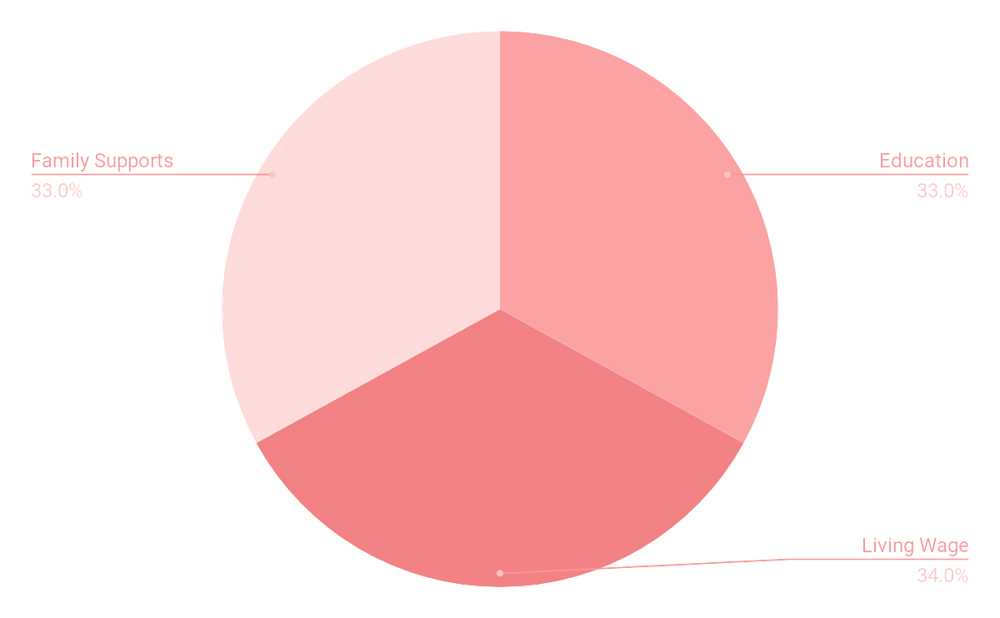 Family Supports
33.0%
Education
33.0%
Living Wage
34.0%